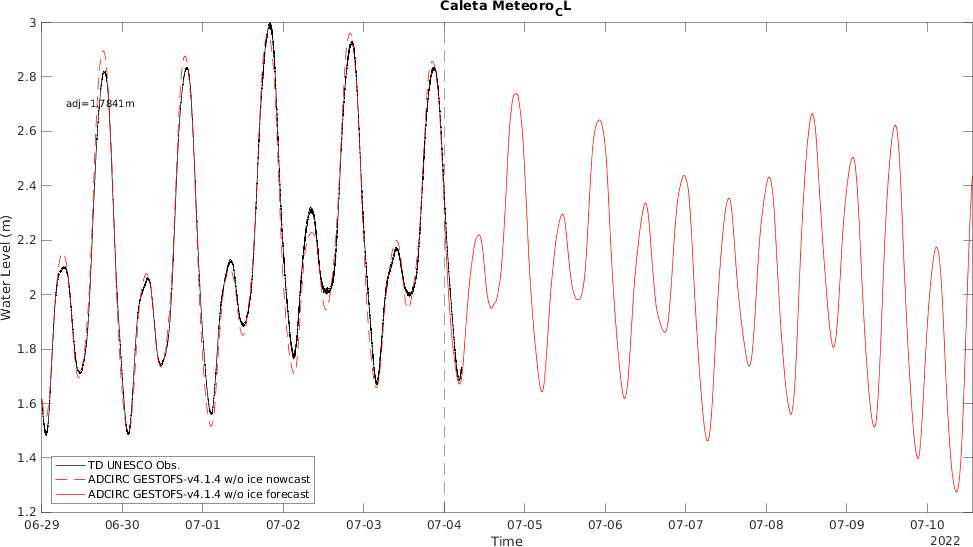 Caleta Meteoro_CL
3
2.8
adj=1.7841m
2.6
2.4
2.2
2
1.8
1.6
1.4
1.2
Water Level (m)
TD UNESCO Obs.
ADCIRC GESTOFS-v4.1.4 w/o ice nowcast
ADCIRC GESTOFS-v4.1.4 w/o ice forecast
06-29 06-30 07-01 07-02 07-03 07-04 07-05 07-06 07-07 07-08 07-09 07-10
Time
2022